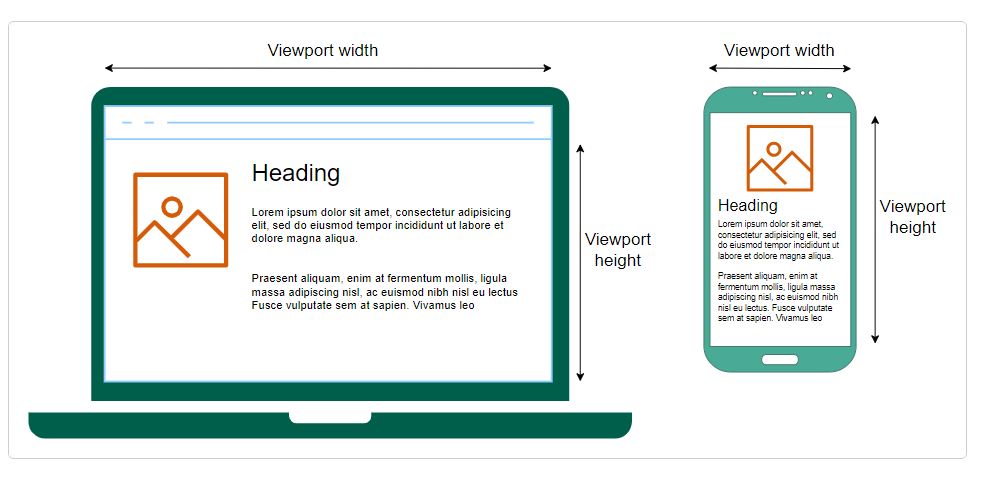 Viewport width
Heading
Lorem ipsum dolor sit amet, consectetur adipisicing
elit, sed do eiusmod tempor incididunt ut labore et
dolore magna aliqua.
Praesent aliquam, enim at fermentum mollis, ligula
massa adipiscing nisl, ac euismod nibh nisl eu lectus
Fusce vulputate sem at sapien. Vivamus leo
Viewport
height
Viewport width
Heading
Lorem ipsum dolor sit amet,
consectetur adipisicing elit, sed
do eiusmod tempor incididunt ut
labore et dolore magna aliqua.
Praesent aliquam, enim at
fermentum mollis, ligula massa
adipiscing nisl, ac euismod nibh
nisl eu lectus. Fusce vulputate
sem at sapien. Vivamus leo
Viewport
height